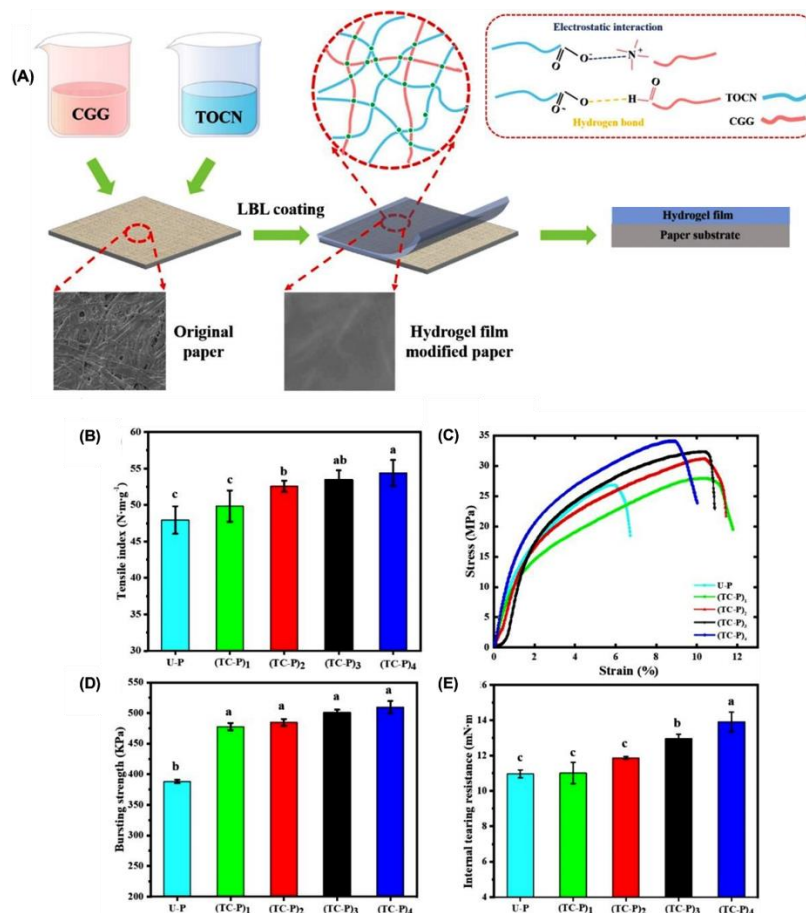 (A)
CGG
TOCN
Electrostatic interaction
O-
N+
O
O
O
H
O
O-
Hydrogen bond
TOCN
CGG
LBL coating
Hydrogel film
Paper substrate
Original
paper
Hydrogel film
modified paper
(B)
Tensile index (N·m·g-1)
60
55
50
45
40
35
30
c
c
b
ab
a
U-P
(TC-P)1
(TC-P)2
(TC-P)3
(TC-P)4
(C)
Stress (MPa)
35
30
25
20
15
10
5
0
U-P
(TC-P)1
(TC-P)2
(TC-P)3
(TC-P)4
0
2
4
6
8
10
12
Strain (%)
(D)
Bursting strength (KPa)
550
500
450
400
350
300
250
200
b
a
a
a
a
U-P
(TC-P)1
(TC-P)2
(TC-P)3
(TC-P)4
(E)
Internal tearing resistance (mN·m
16
14
12
10
8
6
4
c
c
c
b
a
U-P
(TC-P)1
(TC-P)2
(TC-P)3
(TC-P)4